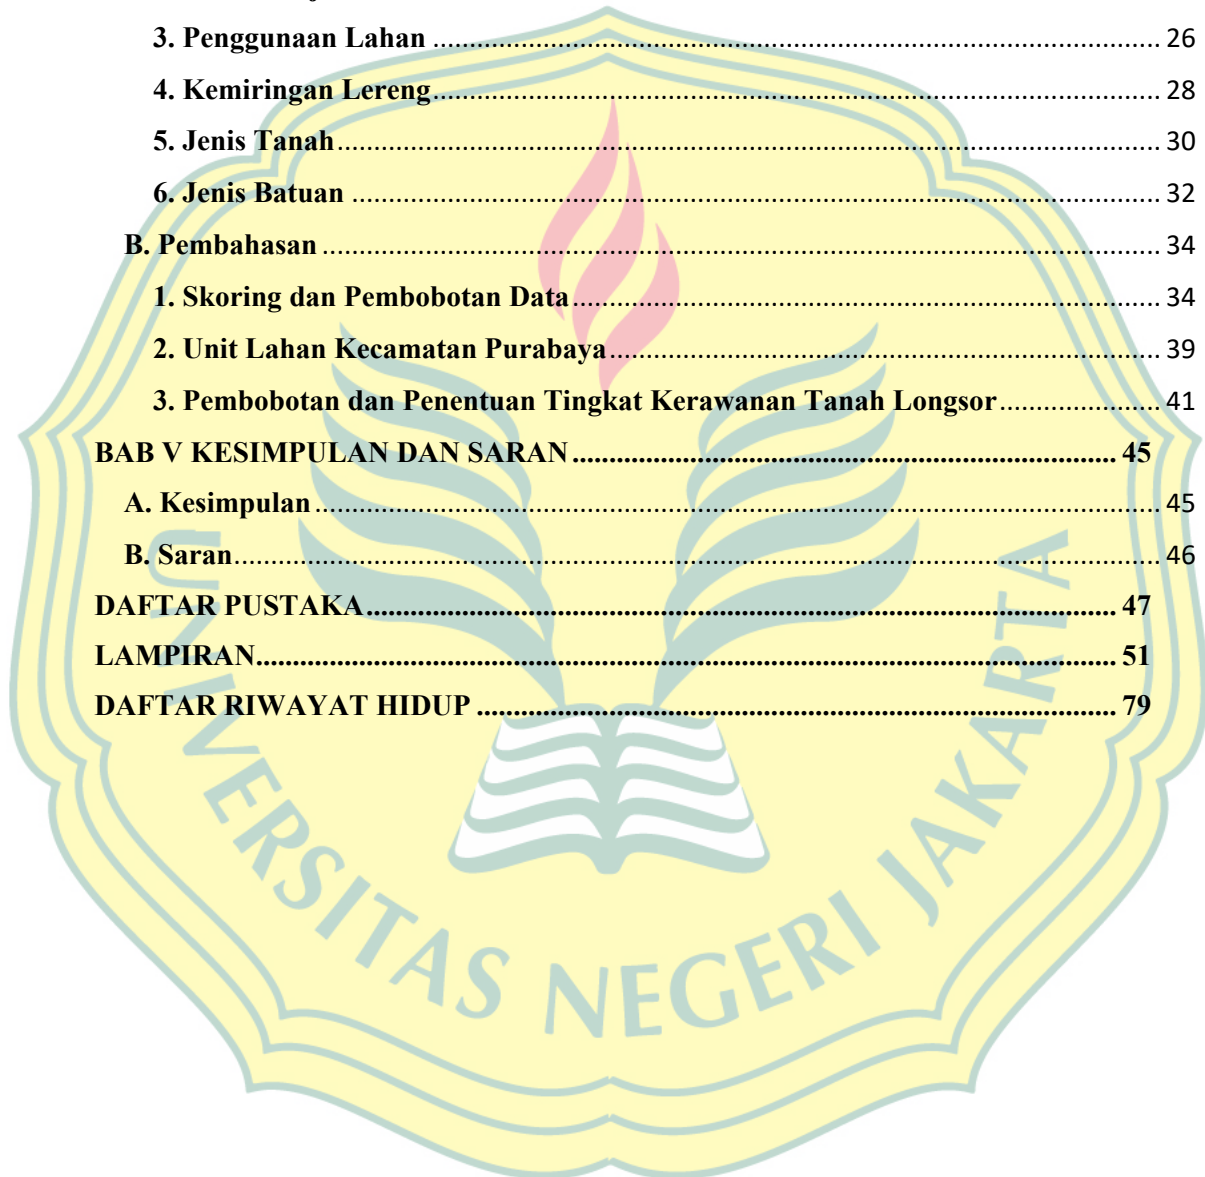 3. Penggunaan Lahan ........................................................................................ 26
4. Kemiringan Lereng ........................................................................................ 28
5. Jenis Tanah ........................................................................................ 30
6. Jenis Batuan ........................................................................................ 32
B. Pembahasan ........................................................................................ 34
1. Skoring dan Pembobotan Data ........................................................................................ 34
2. Unit Lahan Kecamatan Purabaya ........................................................................................ 39
3. Pembobotan dan Penentuan Tingkat Kerawanan Tanah Longsor .................... 41
BAB V KESIMPULAN DAN SARAN ........................................................................................ 45
A. Kesimpulan ........................................................................................ 45
B. Saran ........................................................................................ 46
DAFTAR PUSTAKA ........................................................................................ 47
LAMPIRAN ........................................................................................ 51
DAFTAR RIWAYAT HIDUP ........................................................................................ 79
UNIVERSITAS NEGERI JAKARTA